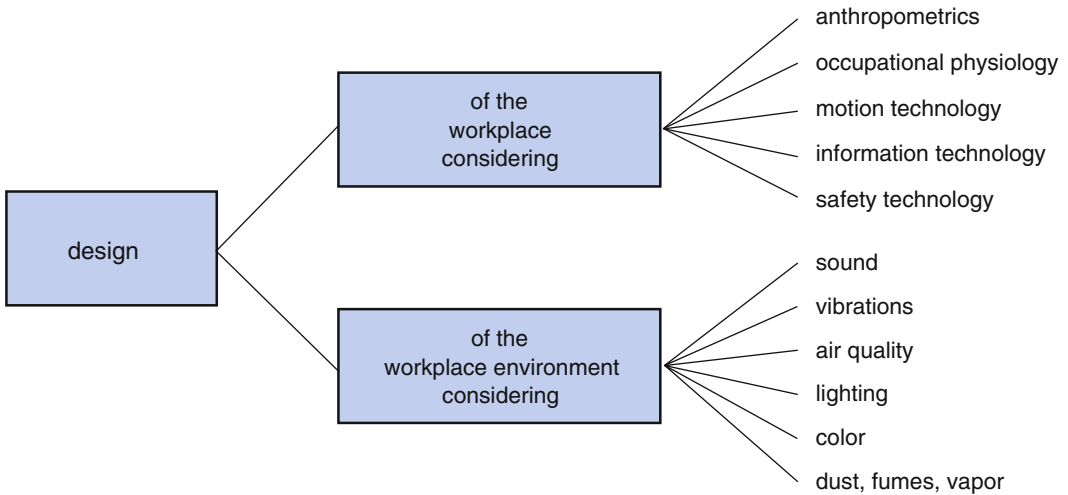 design
of the
workplace
considering
anthropometrics
occupational physiology
motion technology
information technology
safety technology
of the
workplace environment
considering
sound
vibrations
air quality
lighting
color
dust, fumes, vapor